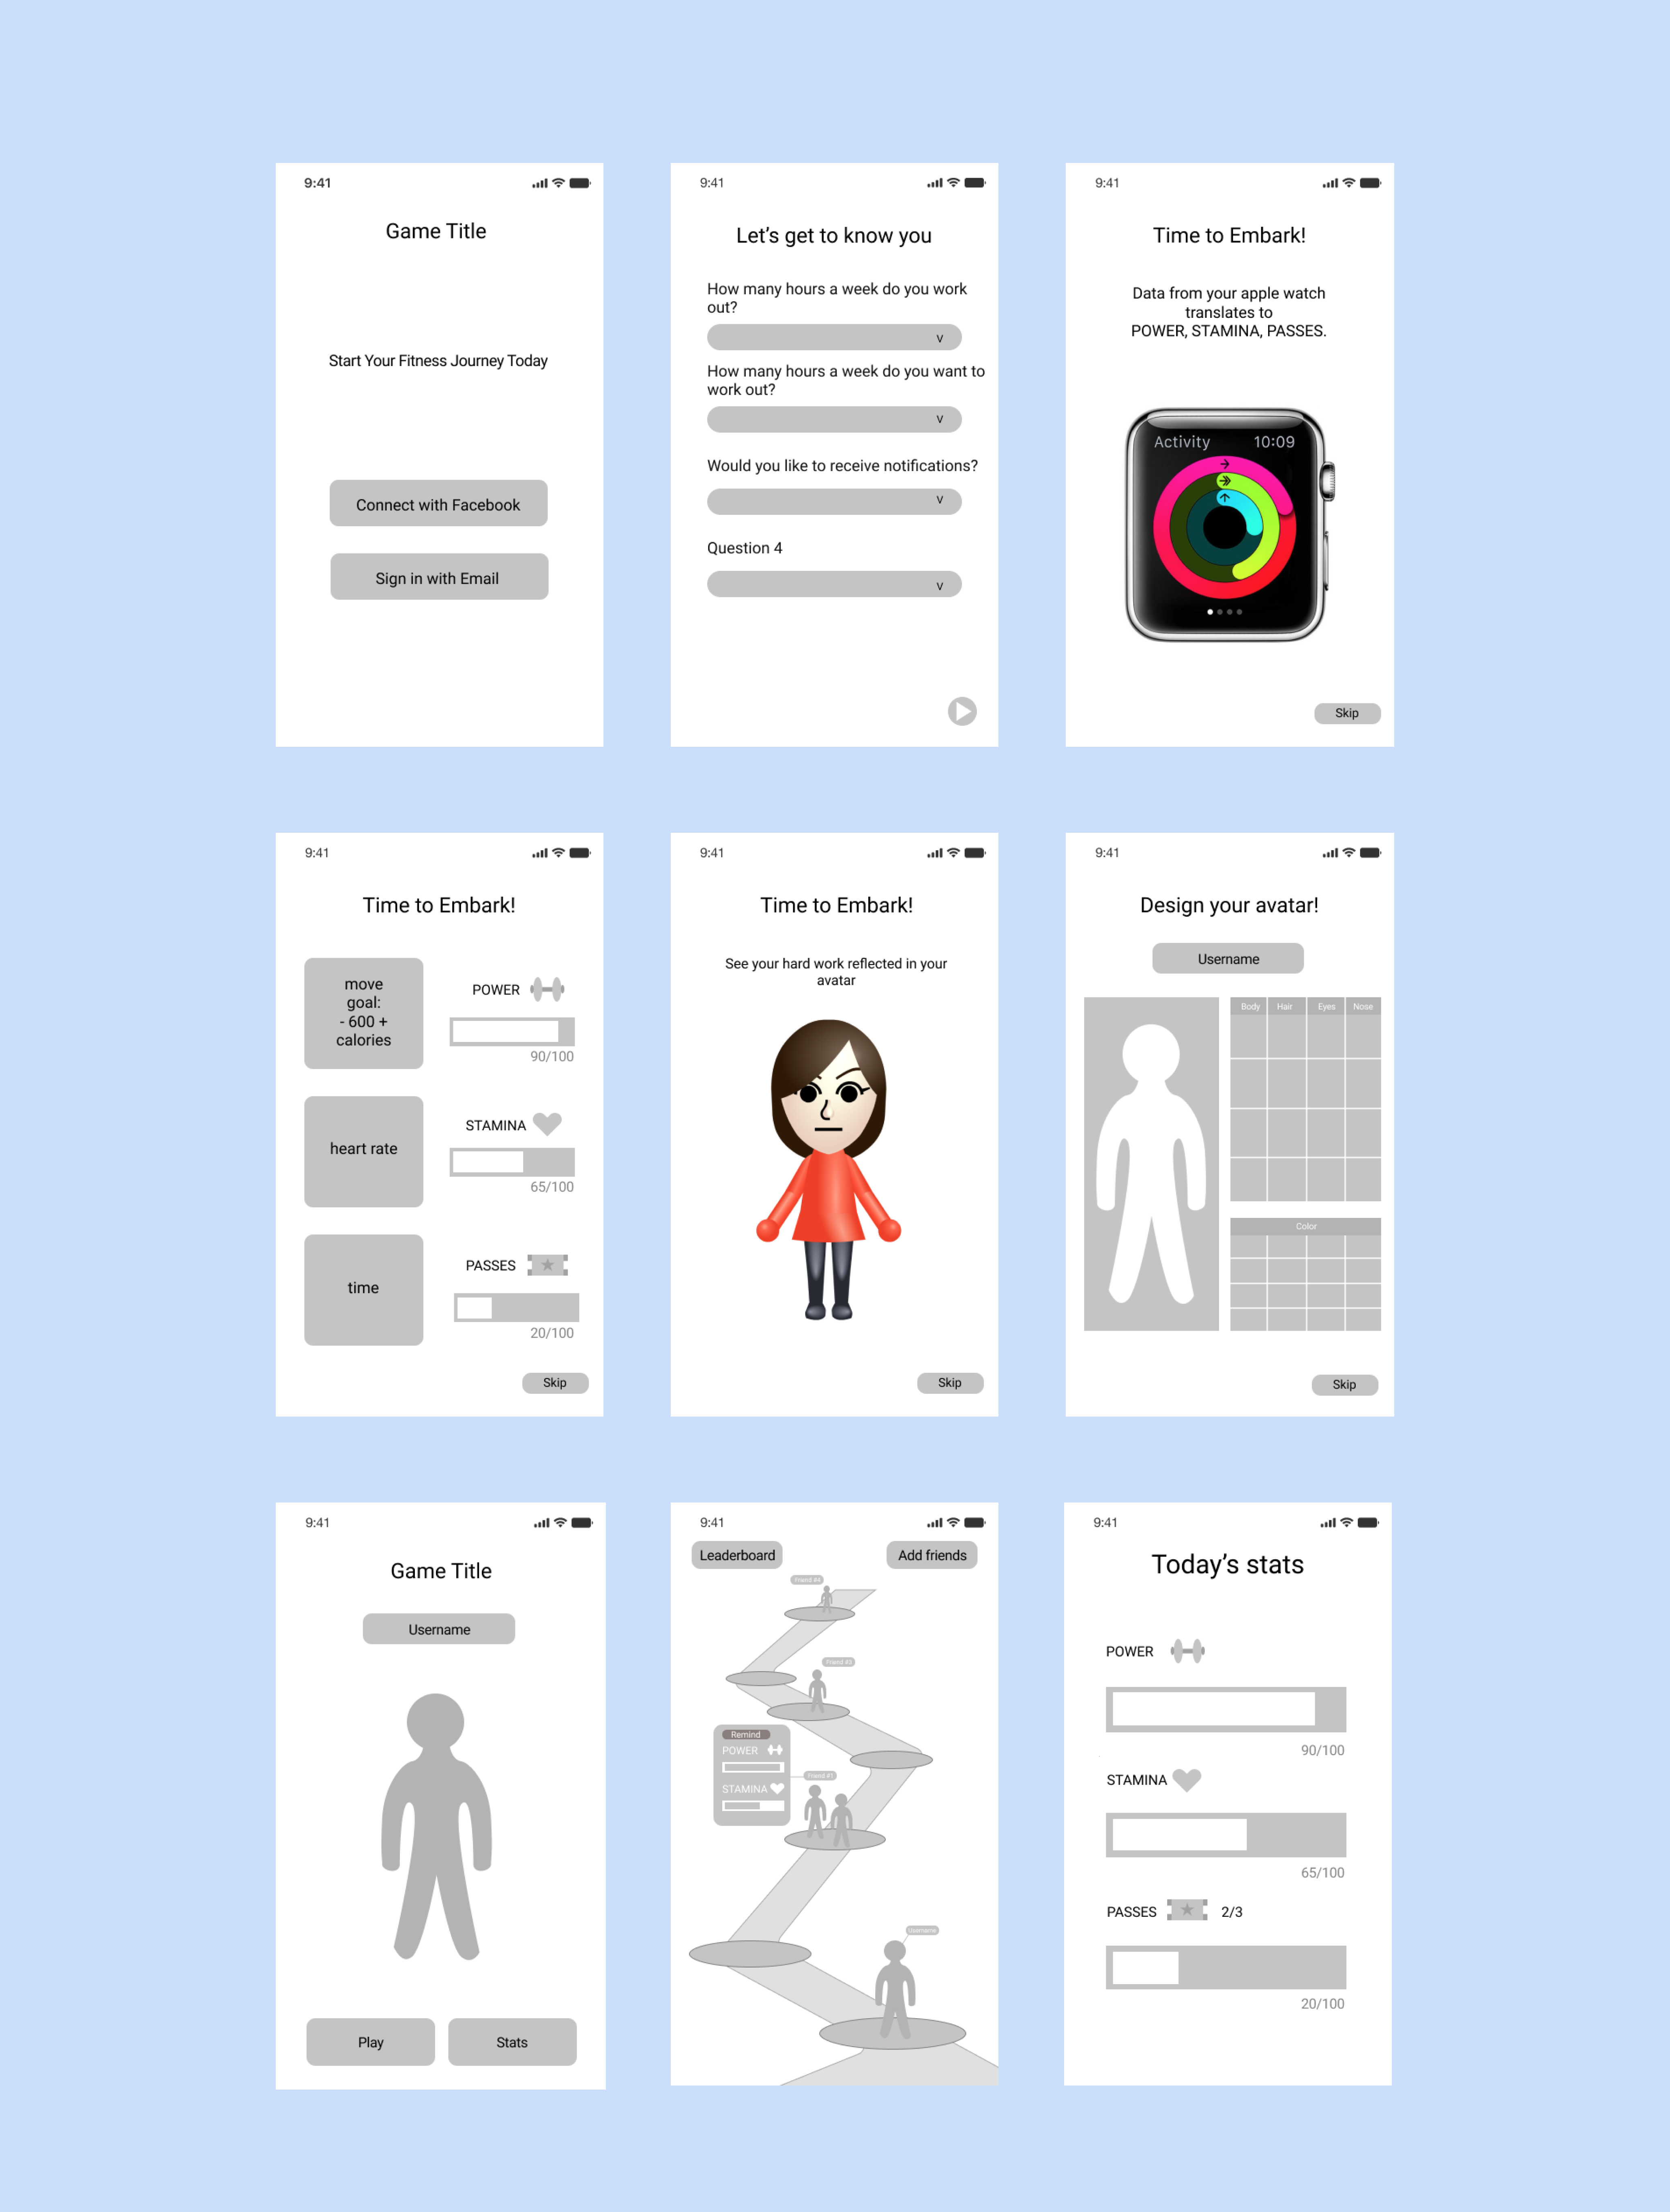 9:41
Game Title
Start Your Fitness Journey Today
Connect with Facebook
Sign in with Email
9:41
Let's get to know you
How many hours a week do you work
out?
v
How many hours a week do you want to
work out?
v
Would you like to receive notifications?
v
Question 4
v
9:41
Time to Embark!
Data from your apple watch
translates to
POWER, STAMINA, PASSES.
Activity 10:09
Skip
9:41
Time to Embark!
move
goal:
- 600 +
calories
POWER
90/100
heart rate
STAMINA
65/100
time
PASSES
20/100
Skip
9:41
Time to Embark!
See your hard work reflected in your
avatar
Skip
9:41
Design your avatar!
Username
Body Hair Eyes Nose
Color
Skip
9:41
Game Title
Username
Play Stats
9:41
Leaderboard Add friends
Friend #4
Friend #3
Remind
POWER
STAMINA
Friend #1
Username
9:41
Today's stats
POWER
90/100
STAMINA
65/100
PASSES 2/3
20/100